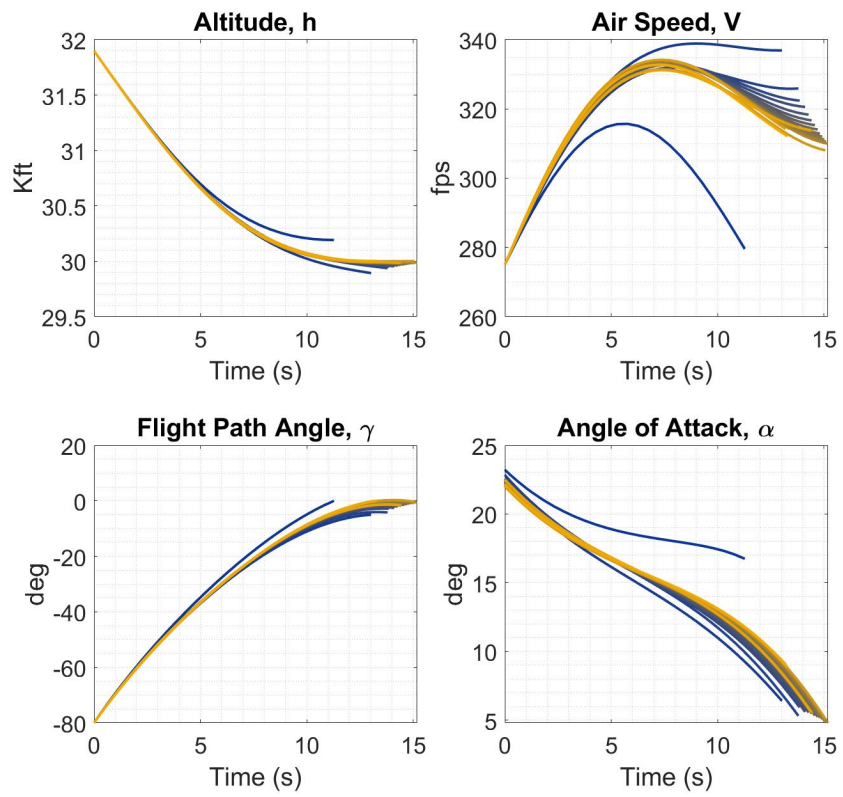 Altitude, h
32
31.5
31
30.5
30
29.5
Kft
0 5 10 15
Time (s)
Air Speed, V
340
320
300
280
260
fps
0 5 10 15
Time (s)
Flight Path Angle, γ
20
0
-20
-40
-60
-80
deg
0 5 10 15
Time (s)
Angle of Attack, α
25
20
15
10
5
deg
0 5 10 15
Time (s)